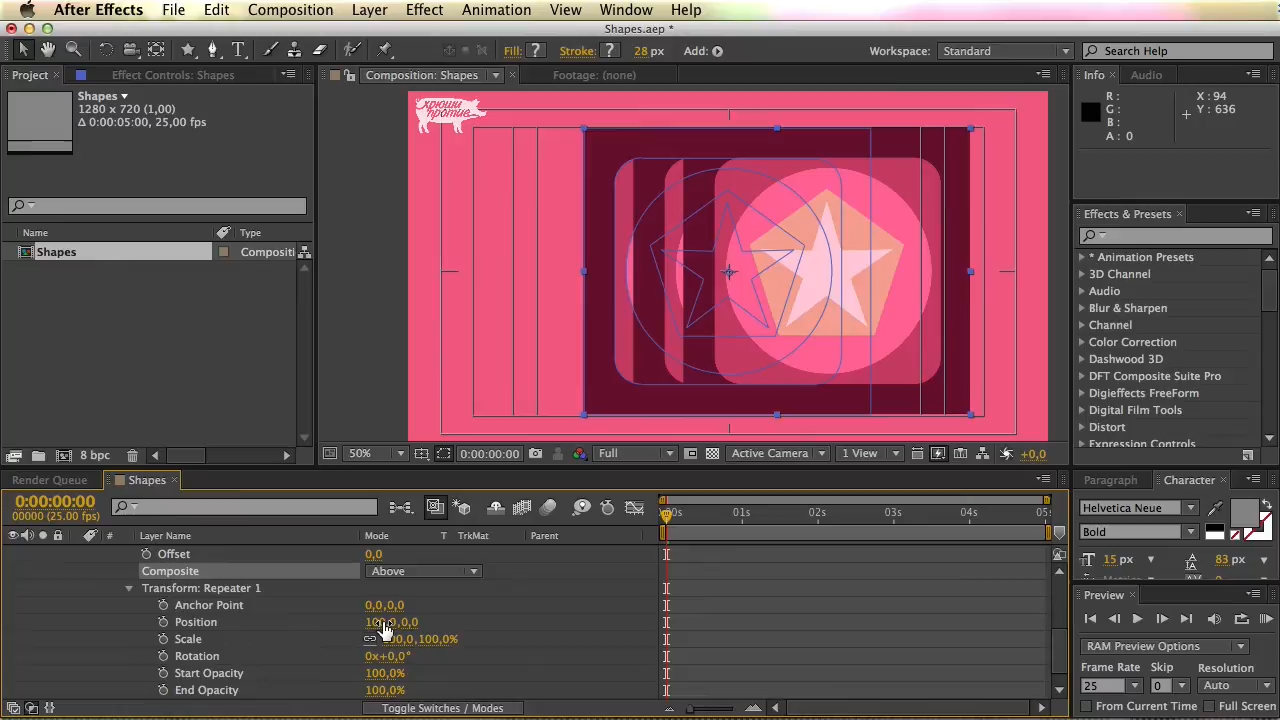 After Effects File Edit Composition Layer Effect Animation View Window Help
Shapes.aep *
Fill: ? Stroke: ? 28 px Add: Workspace: Standard Search Help
Project Effect Controls: Shapes
Composition: Shapes Footage: (none)
Info Audio
Shapes
1280 x 720 (1,00)
Δ 0:00:05:00, 25,00 fps
R :
G :
B :
A : 0
X : 94
Y : 636
хрюши
против
Name Type
Shapes Compositi
8 bpc
Effects & Presets
* Animation Presets
3D Channel
Audio
Blur & Sharpen
Channel
Color Correction
Dashwood 3D
DFT Composite Suite Pro
Digieffects FreeForm
Digital Film Tools
Distort
Expression Controls
50% 0:00:00:00 Full Active Camera 1 View +0,0
Render Queue Shapes
0:00:00:00
00000 (25.00 fps)
# Layer Name Mode T TrkMat Parent
01s 02s 03s 04s
Offset 0,0
Composite Above
Transform: Repeater 1
Anchor Point 0,0,0,0
Position
Scale 100,0%
Rotation 0x+0,0°
Start Opacity 100,0%
End Opacity 100,0%
Toggle Switches / Modes
Paragraph Character
Helvetica Neue
Bold
15 px 83 px
Preview
RAM Preview Options
Frame Rate Skip Resolution
25 0 Auto
From Current Time Full Screen